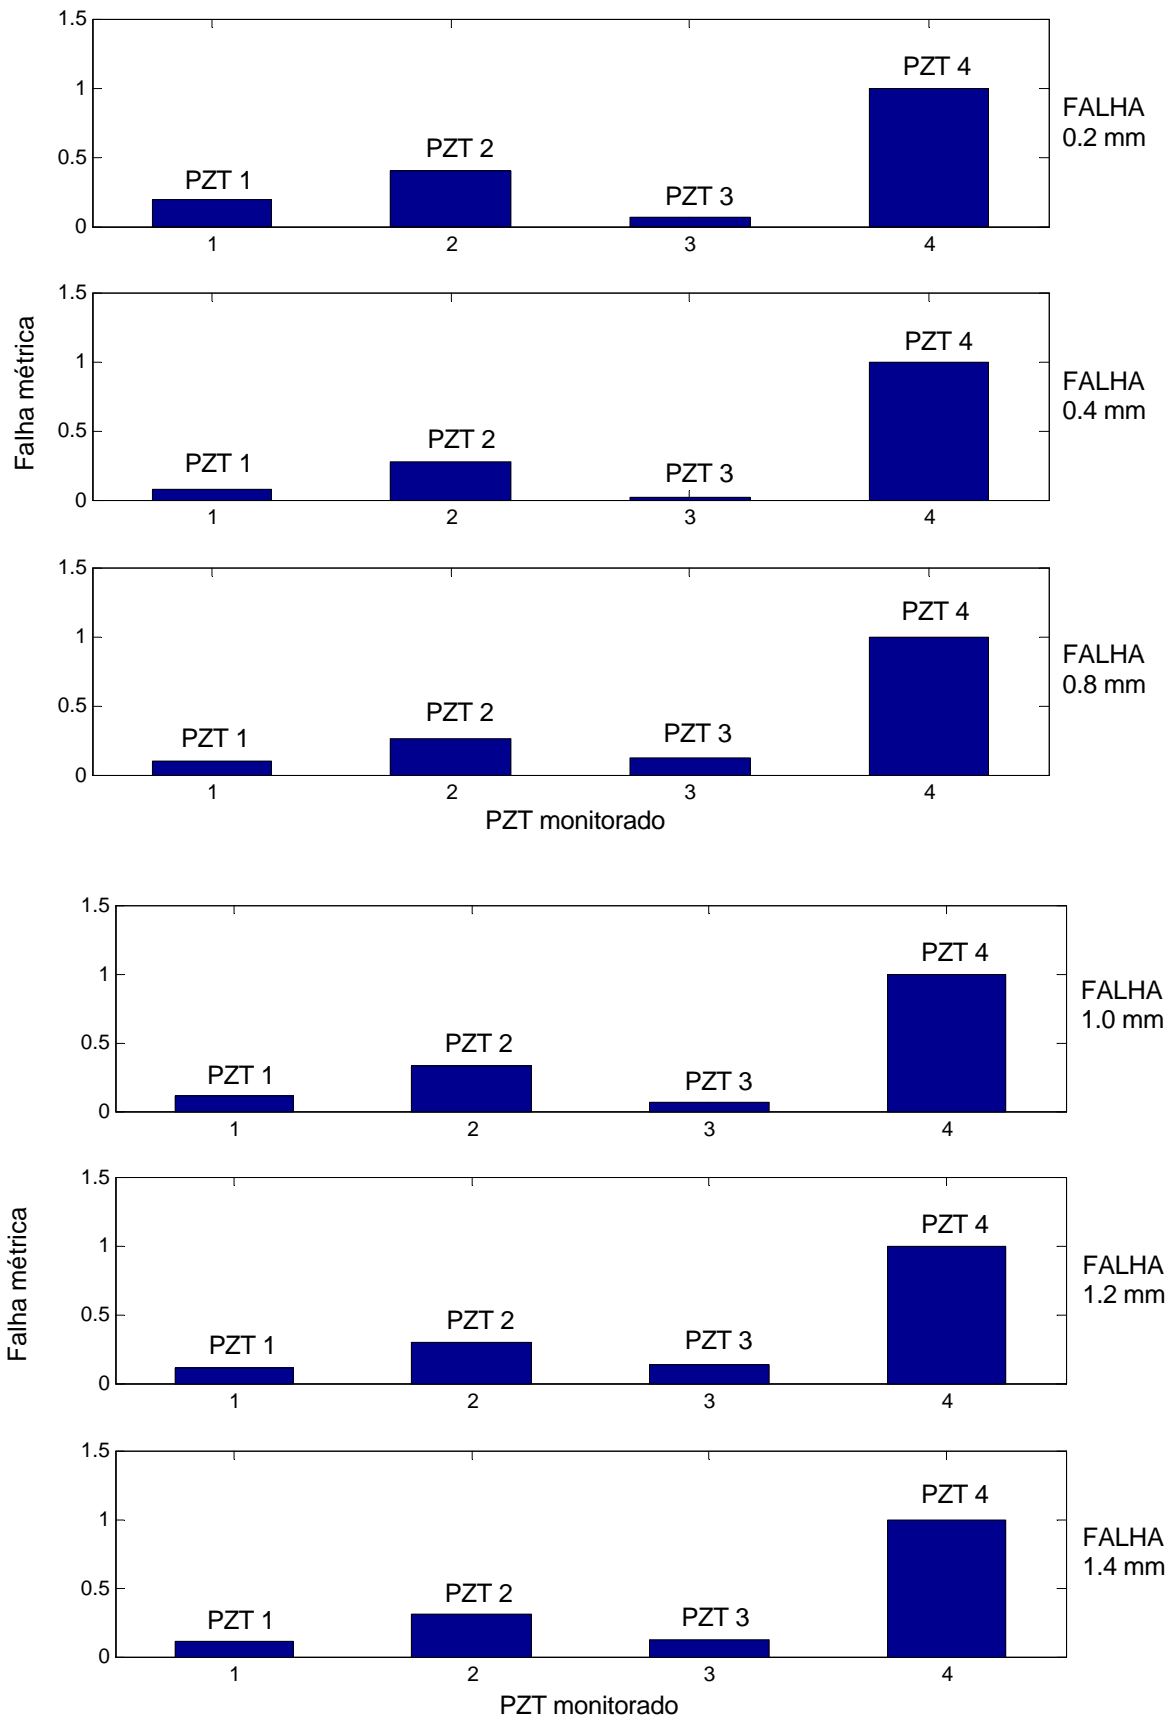 1.5
PZT 4
1
FALHA
0.2 mm
PZT 2
0.5
PZT 1
PZT 3
0
1 2 3 4
1.5
PZT 4
1
FALHA
0.4 mm
Falha métrica
0.5
PZT 2
PZT 1
PZT 3
0
1 2 3 4
1.5
PZT 4
1
FALHA
0.8 mm
0.5
PZT 2
PZT 1
PZT 3
0
1 2 3 4
PZT monitorado
1.5
PZT 4
1
FALHA
1.0 mm
0.5
PZT 2
PZT 1
PZT 3
0
1 2 3 4
1.5
PZT 4
1
FALHA
1.2 mm
Falha métrica
0.5
PZT 2
PZT 1
PZT 3
0
1 2 3 4
1.5
PZT 4
1
FALHA
1.4 mm
0.5
PZT 2
PZT 1
PZT 3
0
1 2 3 4
PZT monitorado